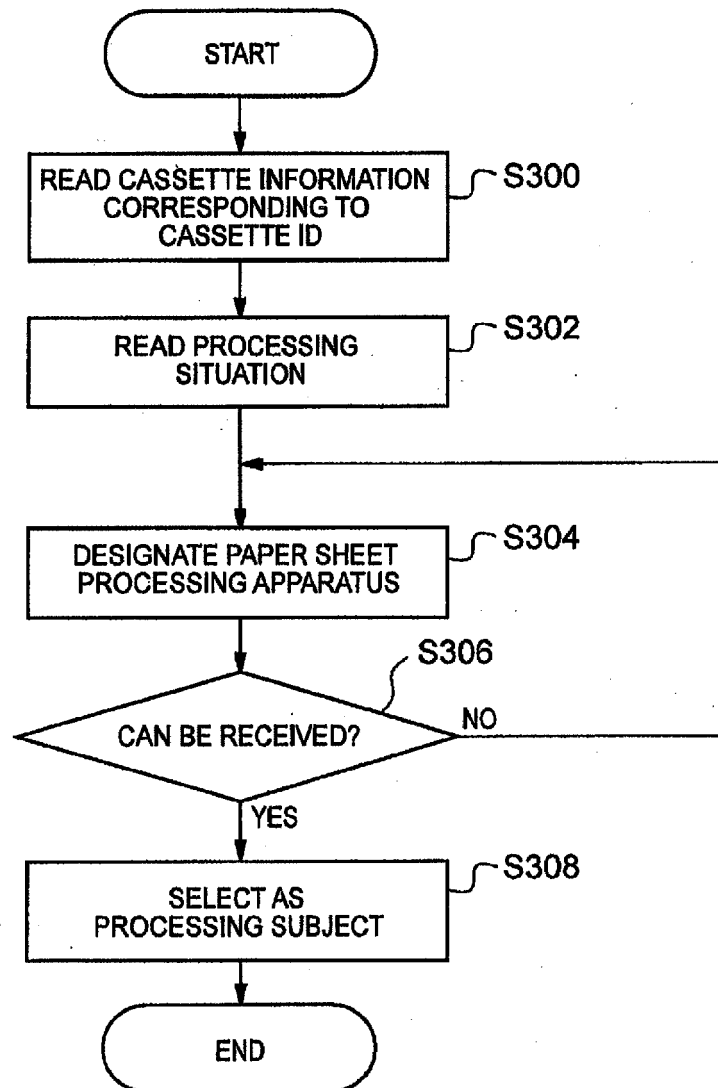 START
READ CASSETTE INFORMATION
CORRESPONDING TO
CASSETTE ID
S300
READ PROCESSING
SITUATION
S302
DESIGNATE PAPER SHEET
PROCESSING APPARATUS
S304
S306
CAN BE RECEIVED?
NO
YES
SELECT AS
PROCESSING SUBJECT
S308
END